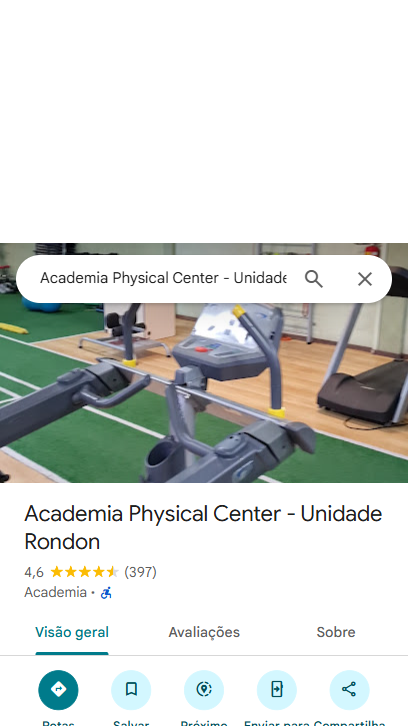 Academia Physical Center - Unidade
Academia Physical Center - Unidade
Rondon
4,6 (397)
Academia ·
Visão geral Avaliações Sobre
Rotas Salvar Próximo Enviar para Compartilha